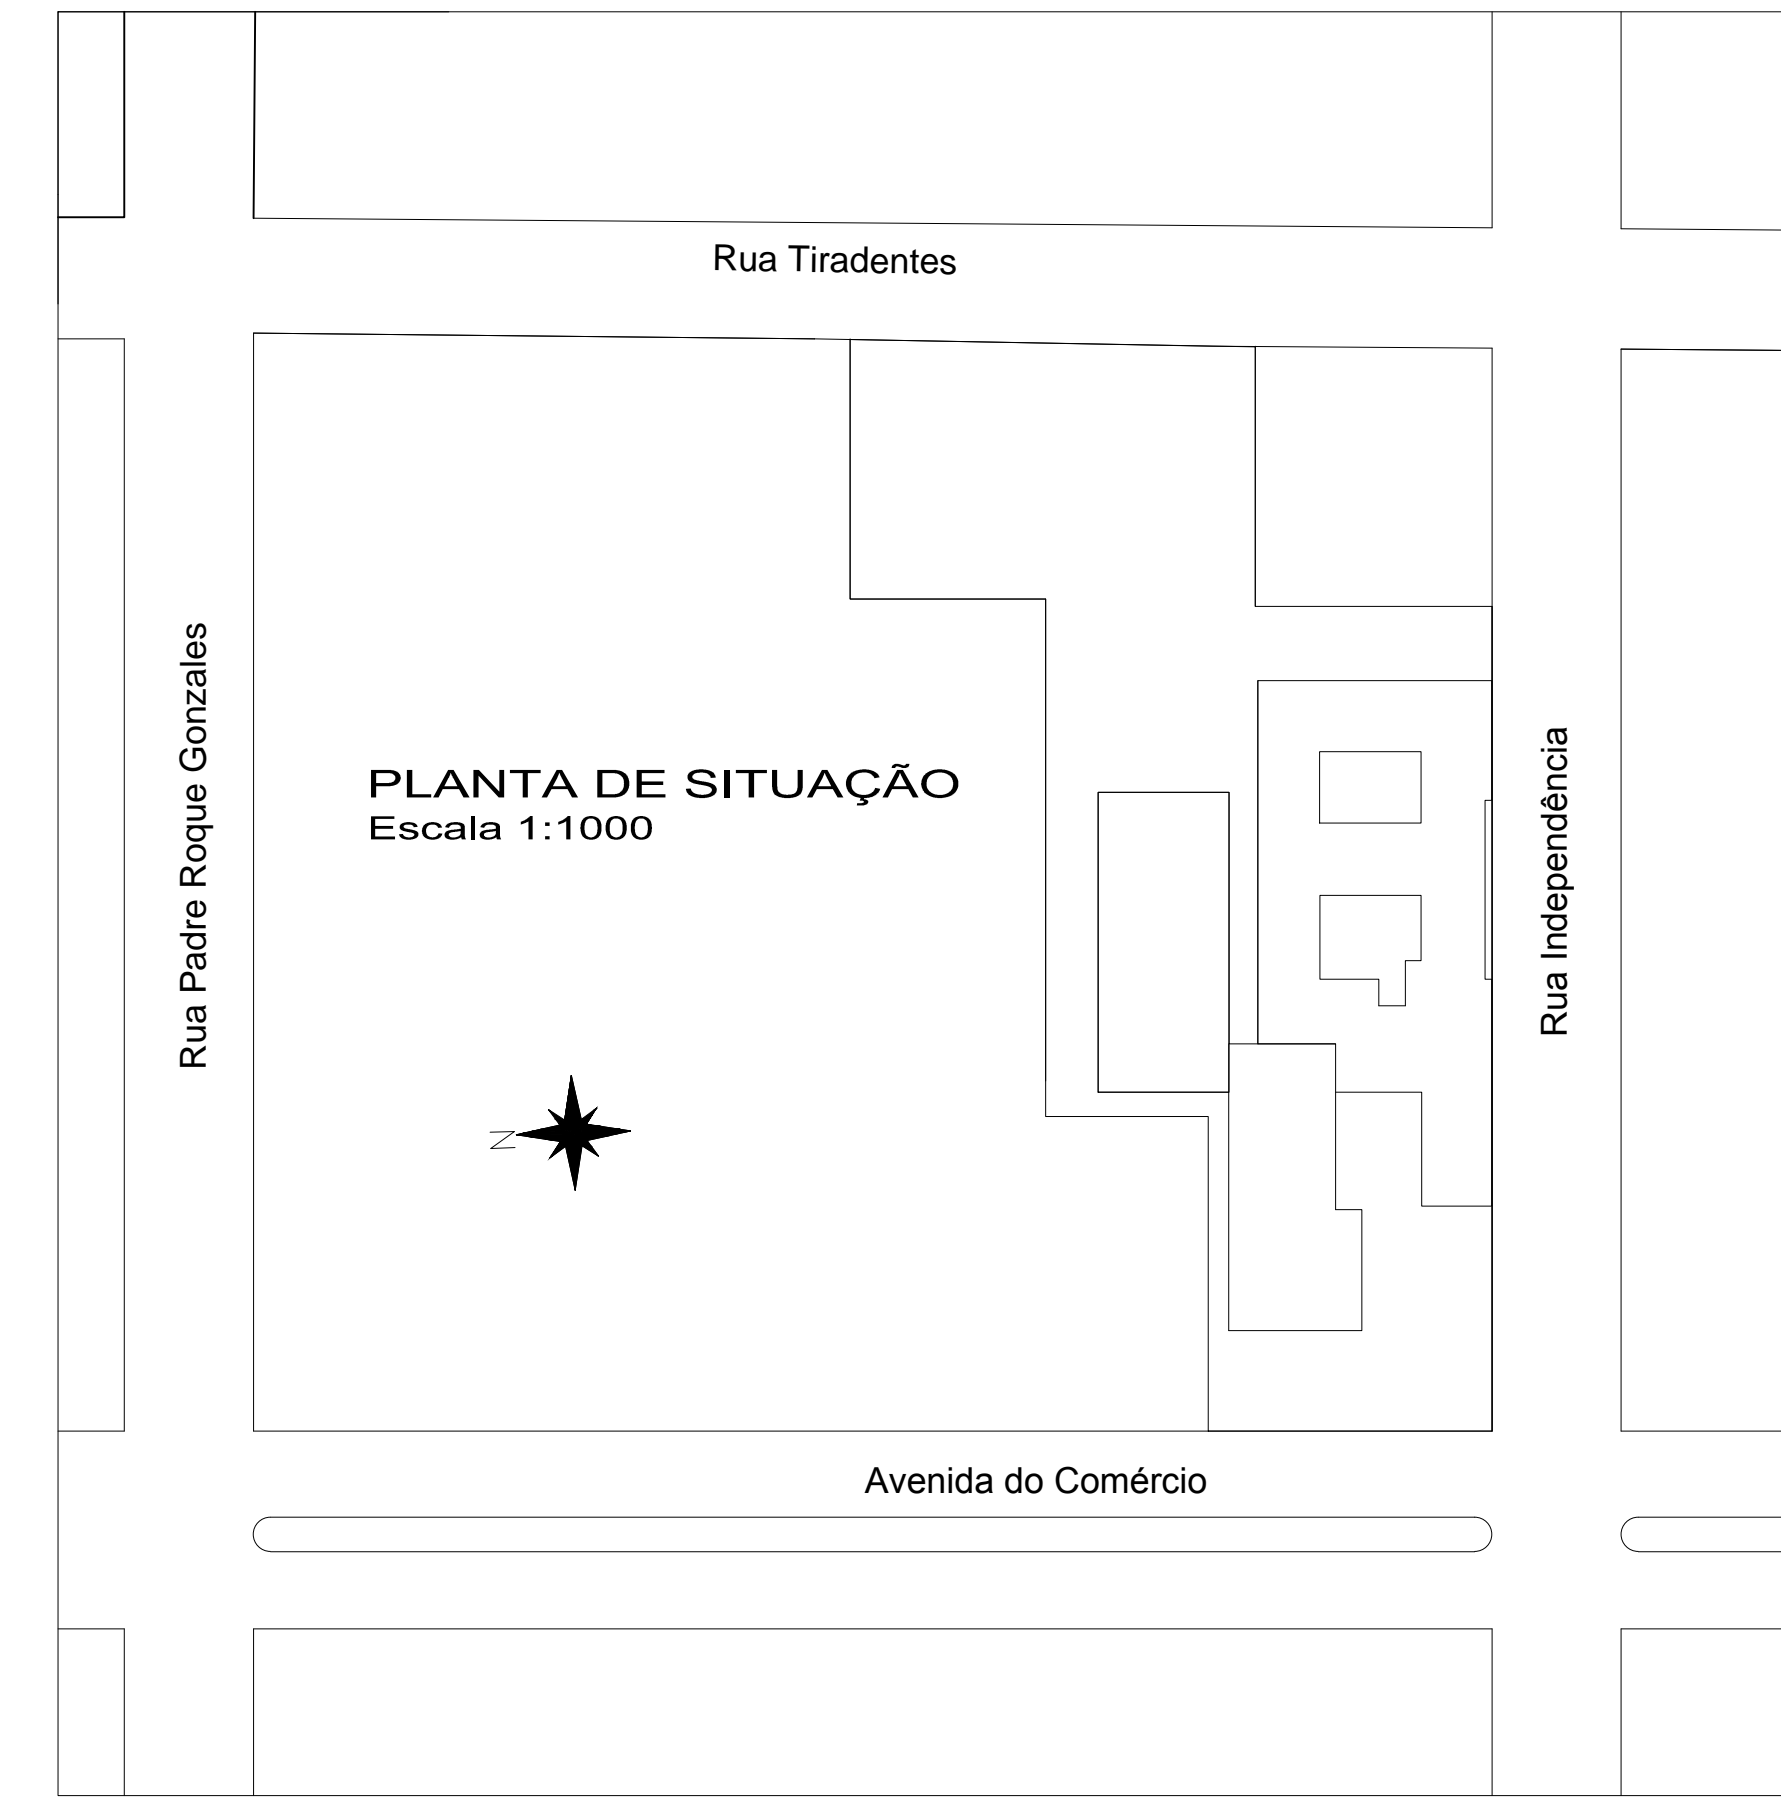 Rua Tiradentes
Rua Padre Roque Gonzales
PLANTA DE SITUAÇÃO
Escala 1:1000
Rua Independência
N
Avenida do Comércio